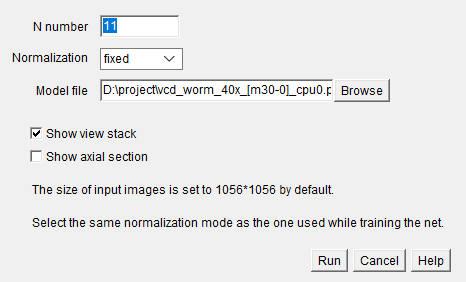 N number 11
Normalization fixed
Model file D:\project\vcd_worm_40x_[m30-0]_cpu0.p Browse
Show view stack
Show axial section
The size of input images is set to 1056*1056 by default.
Select the same normalization mode as the one used while training the net.
Run Cancel Help